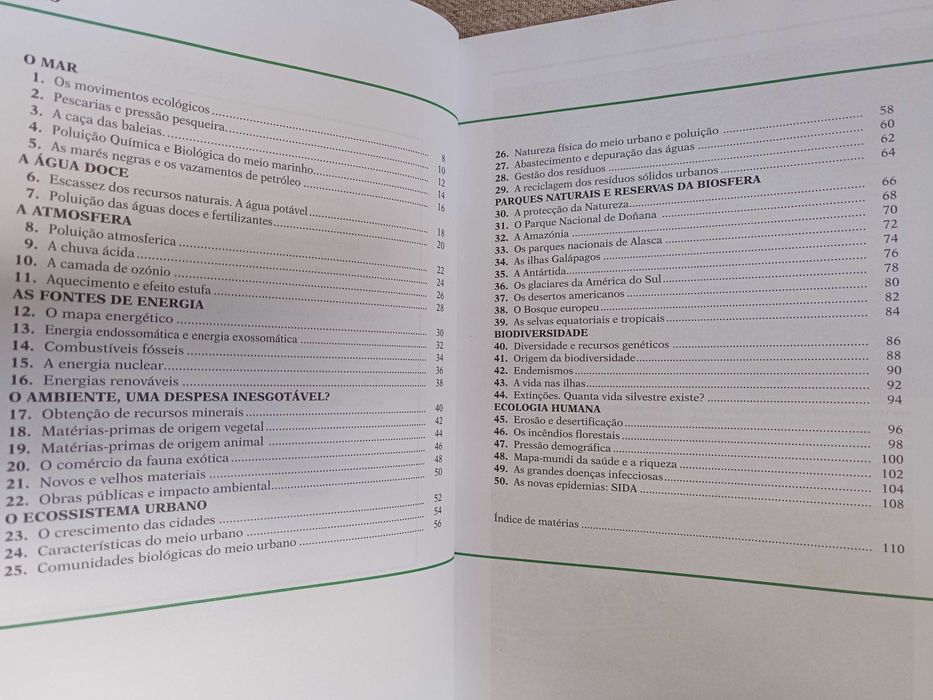 O MAR
1. Os movimentos ecológicos 8
2. Pescarias e pressão pesqueira 10
3. A caça das baleias 12
4. Poluição Química e Biológica do meio marinho 14
5. As marés negras e os vazamentos de petróleo 16
A ÁGUA DOCE
6. Escassez dos recursos naturais. A água potável 18
7. Poluição das águas doces e fertilizantes 20
A ATMOSFERA
8. Poluição atmosferica 22
9. A chuva ácida 24
10. A camada de ozónio 26
11. Aquecimento e efeito estufa 28
AS FONTES DE ENERGIA
12. O mapa energético 30
13. Energia endossomática e energia exossomática 32
14. Combustíveis fósseis 34
15. A energia nuclear 36
16. Energias renováveis 38
O AMBIENTE, UMA DESPESA INESGOTÁVEL?
17. Obtenção de recursos minerais 40
18. Matérias-primas de origem vegetal 42
19. Matérias-primas de origem animal 44
20. O comércio da fauna exótica 46
21. Novos e velhos materiais 48
22. Obras públicas e impacto ambiental 50
O ECOSSISTEMA URBANO
23. O crescimento das cidades 52
24. Características do meio urbano 54
25. Comunidades biológicas do meio urbano 56
26. Natureza física do meio urbano e poluição 58
27. Abastecimento e depuração das águas 60
28. Gestão dos resíduos 62
29. A reciclagem dos resíduos sólidos urbanos 64
PARQUES NATURAIS E RESERVAS DA BIOSFERA
30. A protecção da Natureza 66
31. O Parque Nacional de Doñana 68
32. A Amazónia 70
33. Os parques nacionais de Alasca 72
34. As ilhas Galápagos 74
35. A Antártida 76
36. Os glaciares da América do Sul 78
37. Os desertos americanos 80
38. O Bosque europeu 82
39. As selvas equatoriais e tropicais 84
BIODIVERSIDADE
40. Diversidade e recursos genéticos 86
41. Origem da biodiversidade 88
42. Endemismos 90
43. A vida nas ilhas 92
44. Extinções. Quanta vida silvestre existe? 94
ECOLOGIA HUMANA
45. Erosão e desertificação 96
46. Os incêndios florestais 98
47. Pressão demográfica 100
48. Mapa-mundi da saúde e a riqueza 102
49. As grandes doenças infecciosas 104
50. As novas epidemias: SIDA 108
Índice de matérias 110